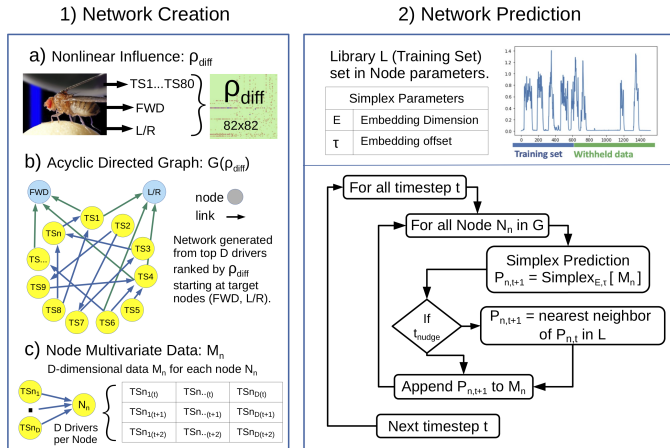 1) Network Creation
a) Nonlinear Influence: ρdiff
TS1...TS80
FWD
L/R
ρdiff
82x82
b) Acyclic Directed Graph: G(ρdiff)
FWD
L/R
TS1
TS2
TSn
TS3
TS...
TS4
TS9
TS8
TS7
TS6
TS5
node
link
Network generated
from top D drivers
ranked by ρdiff
starting at target
nodes (FWD, L/R).
c) Node Multivariate Data: Mn
D-dimensional data Mn for each node Nn
TSn1
TSnD
Nn
D Drivers
per Node
TSn1(t) TSn..(t) TSnD(t)
TSn1(t+1) TSn..(t+1) TSnD(t+1)
TSn1(t+2) TSn..(t+2) TSnD(t+2)
2) Network Prediction
Library L (Training Set)
set in Node parameters.
Simplex Parameters
E Embedding Dimension
τ Embedding offset
1.4
1.2
1.0
0.8
0.6
0.4
0.2
0.0
0 200 400 600 800 1000 1200 1400
Training set Withheld data
For all timestep t
For all Node Nn in G
Simplex Prediction
Pn,t+1 = SimplexE,τ [ Mn ]
If
tnudge
Pn,t+1 = nearest neighbor
of Pn,t in L
Append Pn,t+1 to Mn
Next timestep t